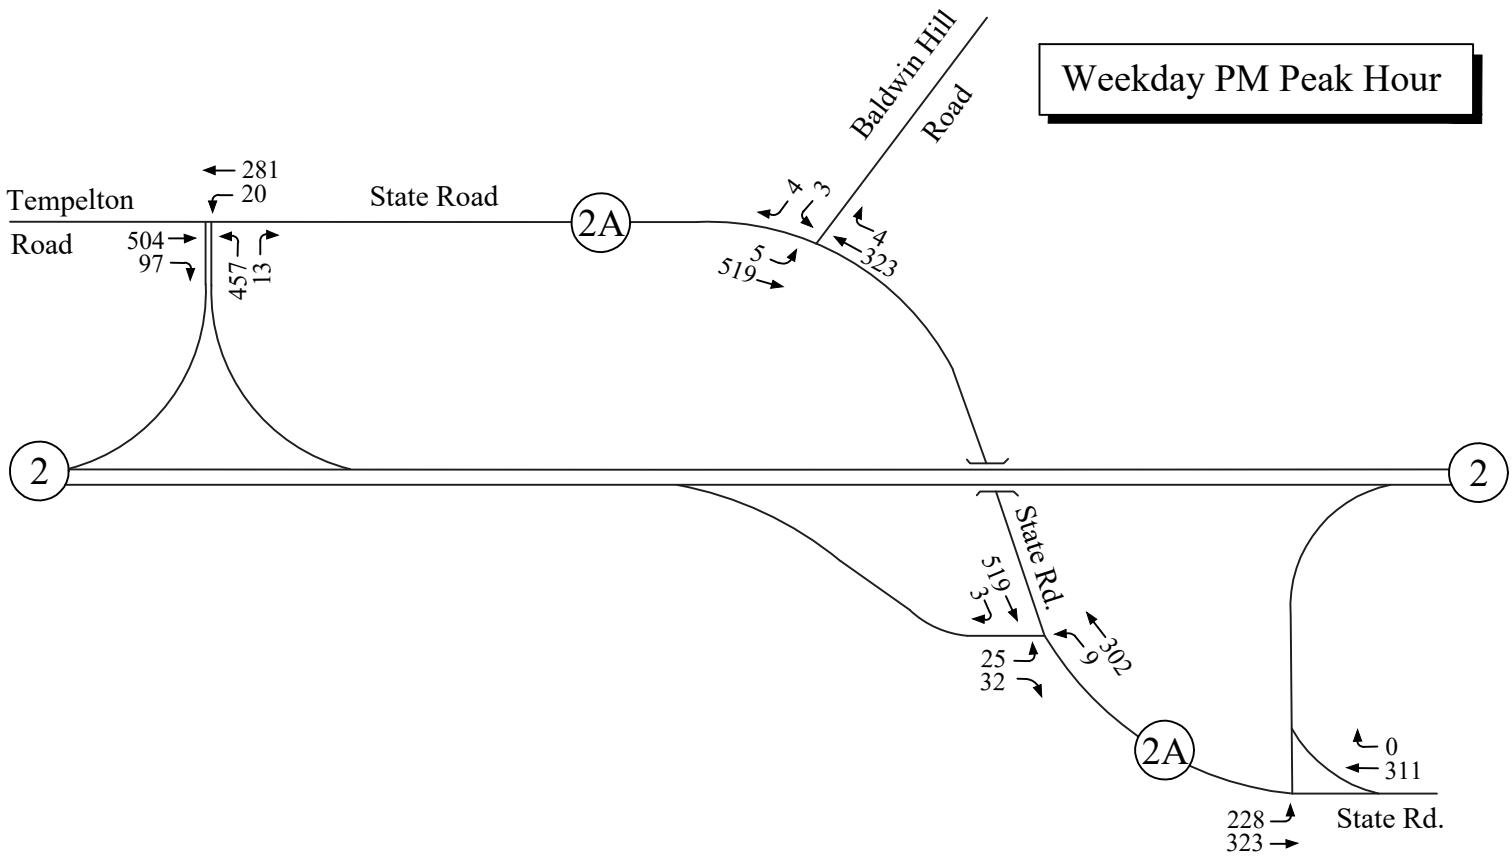 Weekday PM Peak Hour
Baldwin Hill
Road
281
20
Tempelton
Road
State Road
2A
504
97
457
13
4
3
5
519
4
323
2
2
State Rd.
519
3
25
32
302
9
2A
0
311
228
323
State Rd.